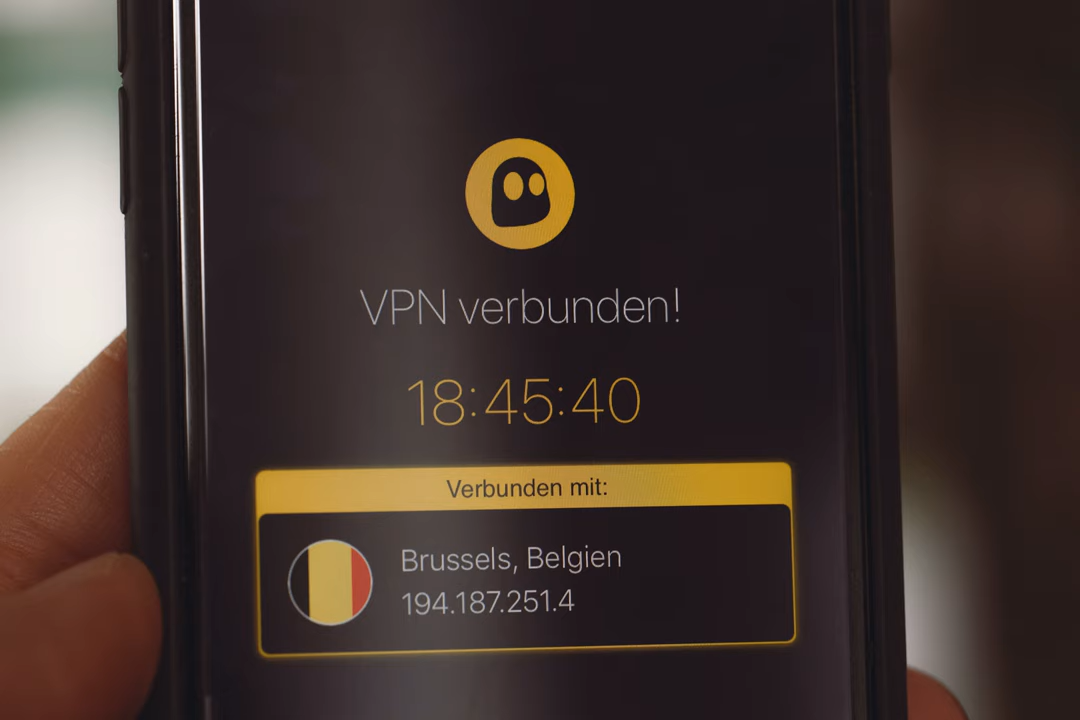 VPN verbunden!
18:45:40
Verbunden mit:
Brussels, Belgien
194.187.251.4